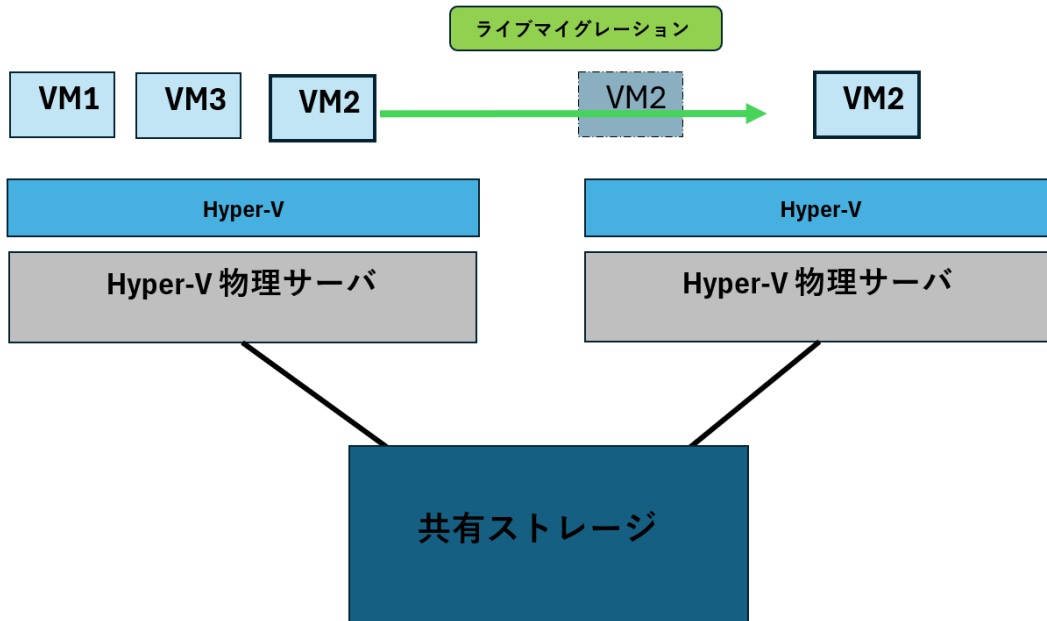 ライブマイグレーション
VM1
VM3
VM2
VM2
VM2
Hyper-V
Hyper-V
Hyper-V 物理サーバ
Hyper-V 物理サーバ
共有ストレージ